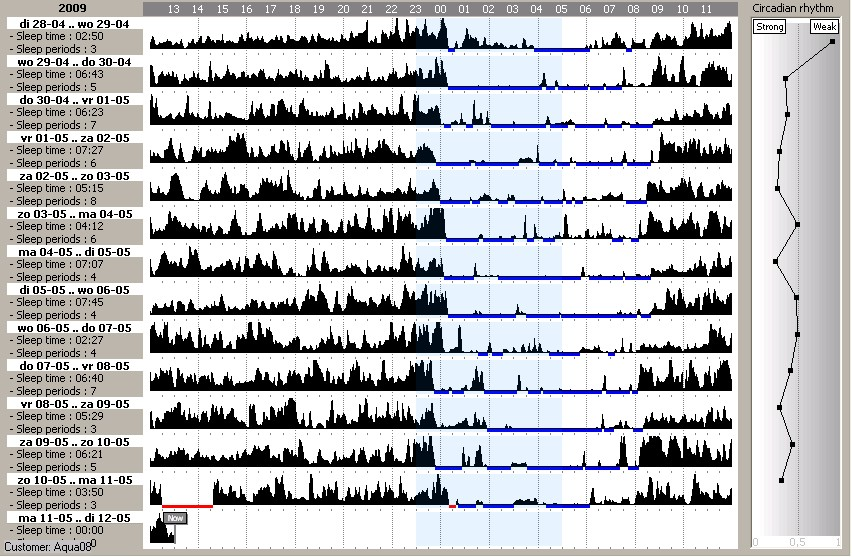 2009 13 14 15 16 17 18 19 20 21 22 23 00 01 02 03 04 05 06 07 08 09 10 11 Circadian rhythm
Strong Weak
di 28-04 .. wo 29-04
- Sleep time : 02:50
- Sleep periods : 3
wo 29-04 .. do 30-04
- Sleep time : 06:43
- Sleep periods : 5
do 30-04 .. vr 01-05
- Sleep time : 06:23
- Sleep periods : 7
vr 01-05 .. za 02-05
- Sleep time : 07:27
- Sleep periods : 6
za 02-05 .. zo 03-05
- Sleep time : 05:15
- Sleep periods : 8
zo 03-05 .. ma 04-05
- Sleep time : 04:12
- Sleep periods : 6
ma 04-05 .. di 05-05
- Sleep time : 07:07
- Sleep periods : 4
di 05-05 .. wo 06-05
- Sleep time : 07:45
- Sleep periods : 4
wo 06-05 .. do 07-05
- Sleep time : 02:27
- Sleep periods : 4
do 07-05 .. vr 08-05
- Sleep time : 06:40
- Sleep periods : 7
vr 08-05 .. za 09-05
- Sleep time : 05:29
- Sleep periods : 3
za 09-05 .. zo 10-05
- Sleep time : 06:21
- Sleep periods : 5
zo 10-05 .. ma 11-05
- Sleep time : 03:50
- Sleep periods : 3
ma 11-05 .. di 12-05
Now
- Sleep time : 00:00
Customer: Aqua08
0 0,5 1